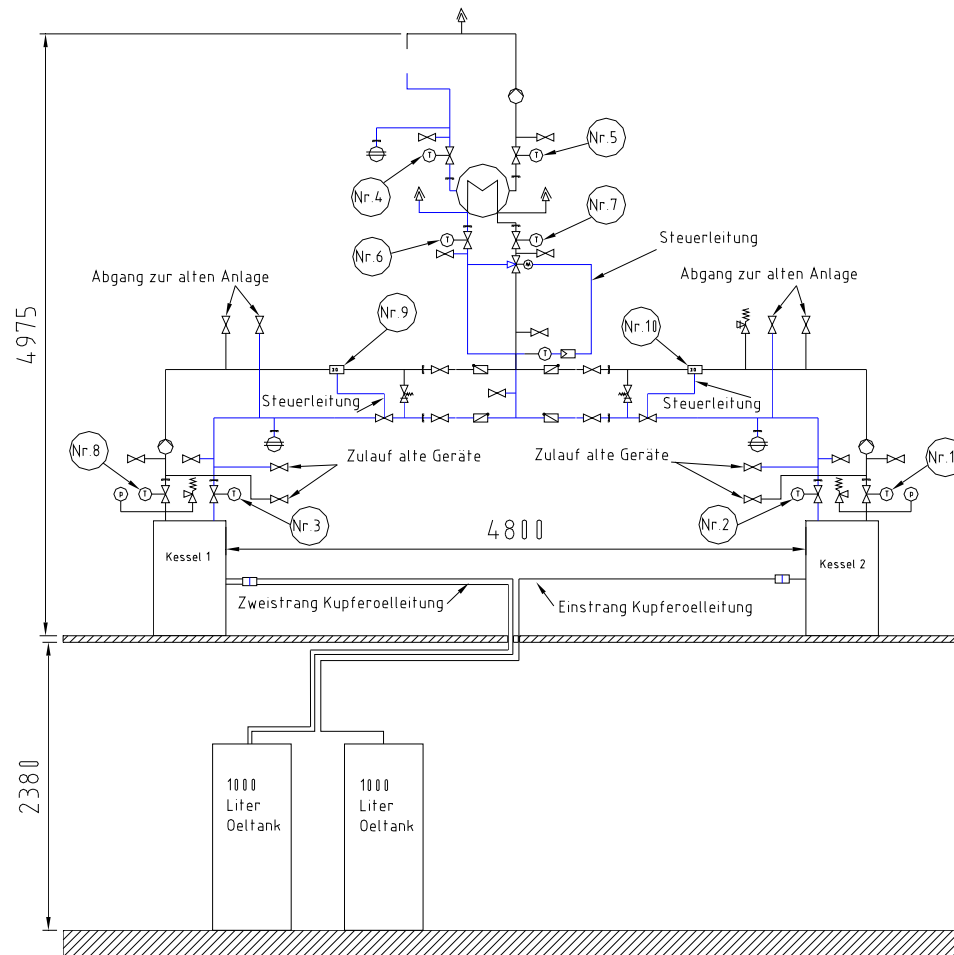 Nr.5
T
T
Nr.4
Nr.7
T
T
Nr.6
M
Steuerleitung
Abgang zur alten Anlage
Abgang zur alten Anlage
Nr.9
Nr.10
4975
T
Steuerleitung
Steuerleitung
Nr.8
Zulauf alte Geräte
Zulauf alte Geräte
Nr.1
P
T
T
T
T
P
Nr.3
Nr.2
4800
Kessel 1
Kessel 2
Zweistrang Kupferoelleitung
Einstrang Kupferoelleitung
2380
1000
Liter
Oeltank
1000
Liter
Oeltank